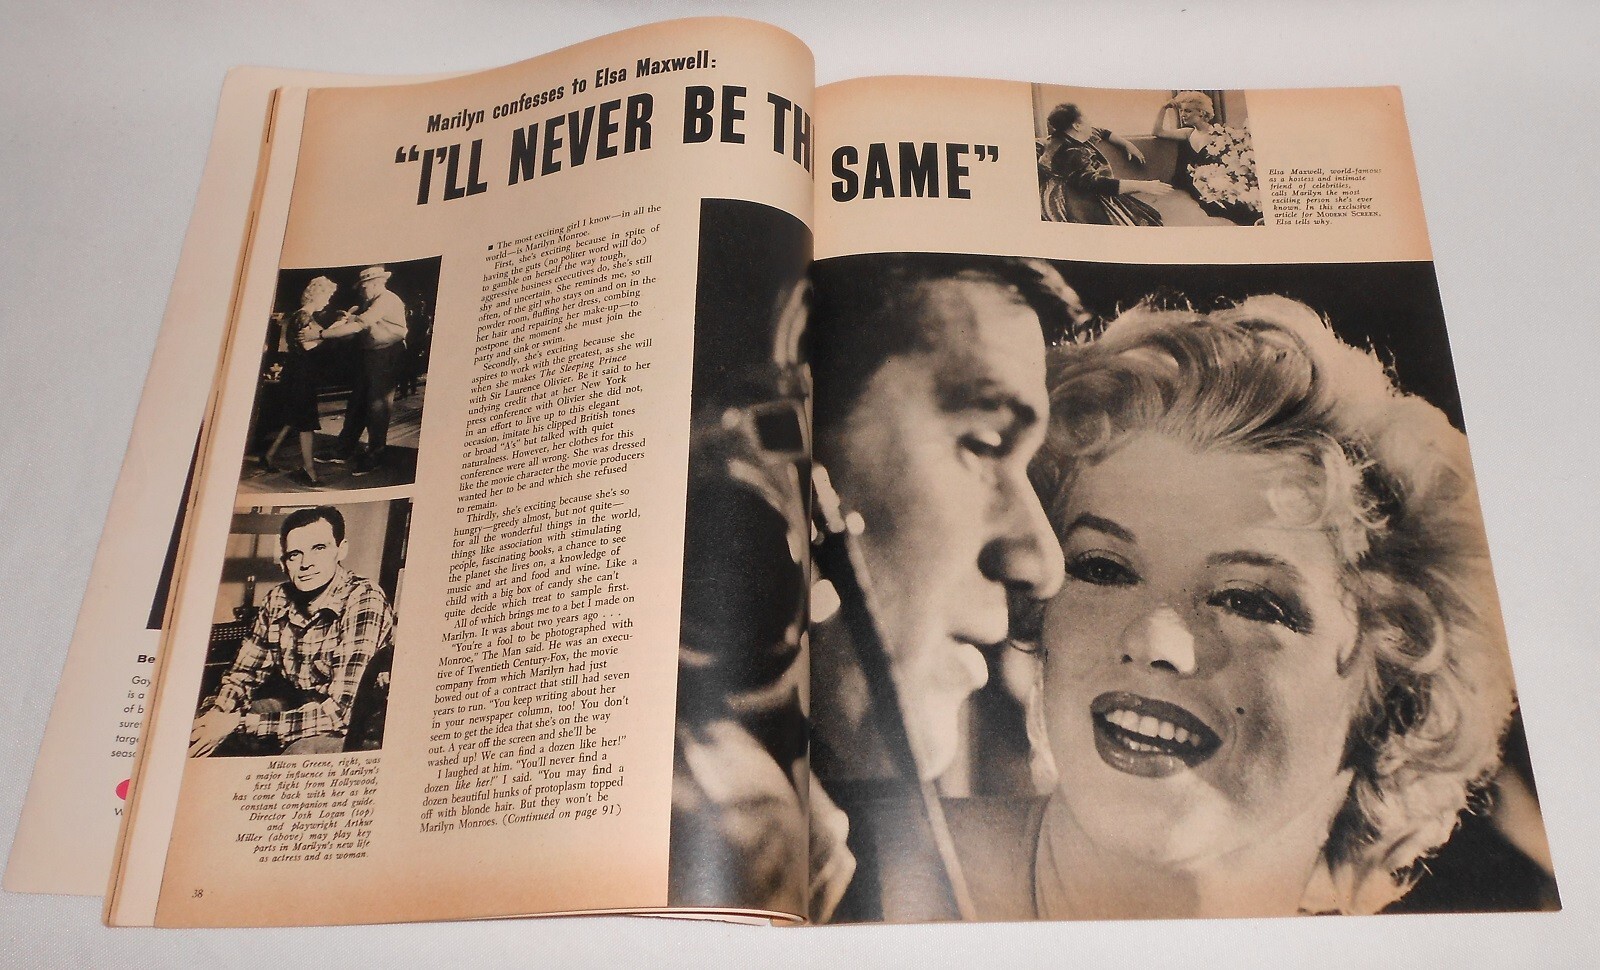 Marilyn confesses to Elsa Maxwell:
“I’LL NEVER BE TH SAME”
Elsa Maxwell, world-famous
as a hostess and intimate
friend of celebrities,
calls Marilyn the most
exciting person she's ever
known. In this exclusive
article for MODERN SCREEN,
Elsa tells why.
■ The most exciting girl I know—in all the
world—is Marilyn Monroe.
First, she's exciting because in spite of
having the guts (no politer word will do)
to gamble on herself the way tough,
aggressive business executives do, she's still
shy and uncertain. She reminds me, so
often, of the girl who stays on and on in the
powder room, fluffing her dress, combing
her hair and repairing her make-up—to
postpone the moment she must join the
party and sink or swim.
Secondly, she's exciting because she
aspires to work with the greatest, as she will
when she makes The Sleeping Prince
with Sir Laurence Olivier. Be it said to her
undying credit that at her New York
press conference with Olivier she did not,
in an effort to live up to this elegant
occasion, imitate his clipped British tones
or broad "A's" but talked with quiet
naturalness. However, her clothes for this
conference were all wrong. She was dressed
like the movie character the movie producers
wanted her to be and which she refused
to remain.
Thirdly, she's exciting because she's so
hungry—greedy almost, but not quite—
for all the wonderful things in the world,
things like association with stimulating
people, fascinating books, a chance to see
the planet she lives on, a knowledge of
music and art and food and wine. Like a
child with a big box of candy she can't
quite decide which treat to sample first.
All of which brings me to a bet I made on
Marilyn. It was about two years ago . . .
"You're a fool to be photographed with
Monroe," The Man said. He was an execu-
tive of Twentieth Century-Fox, the movie
company from which Marilyn had just
bowed out of a contract that still had seven
years to run. "You keep writing about her
in your newspaper column, too! You don't
seem to get the idea that she's on the way
out. A year off the screen and she'll be
washed up! We can find a dozen like her!"
I laughed at him. "You'll never find a
dozen like her!" I said. "You may find a
dozen beautiful hunks of protoplasm topped
off with blonde hair. But they won't be
Marilyn Monroes. (Continued on page 91)
Milton Greene, right, was
a major influence in Marilyn's
first flight from Hollywood,
has come back with her as her
constant companion and guide.
Director Josh Logan (top)
and playwright Arthur
Miller (above) may play key
parts in Marilyn's new life
as actress and as woman.
38
Be
Gay
is a
of b
sure
targe
seaso
W